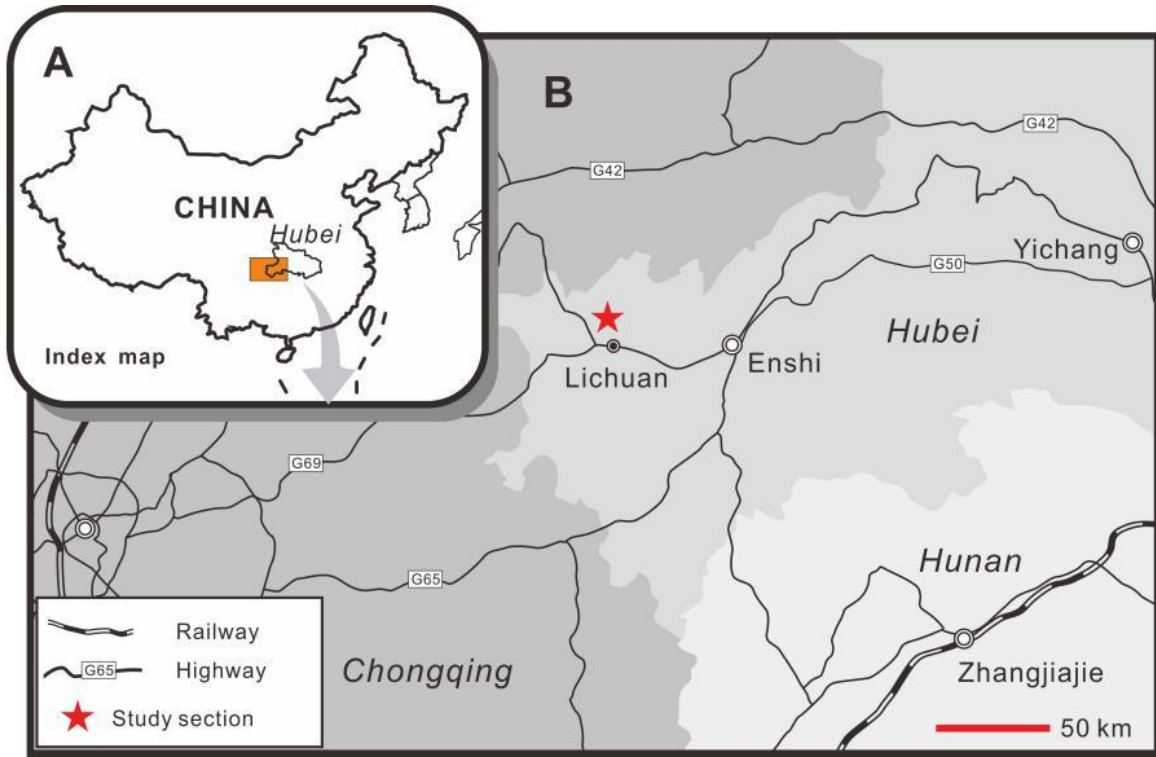 A
CHINA
Hubei
Index map
B
G42
G42
Yichang
G50
Hubei
Lichuan
Enshi
G69
G65
Hunan
Chongqing
Zhangjiajie
Railway
G65
Highway
Study section
50 km